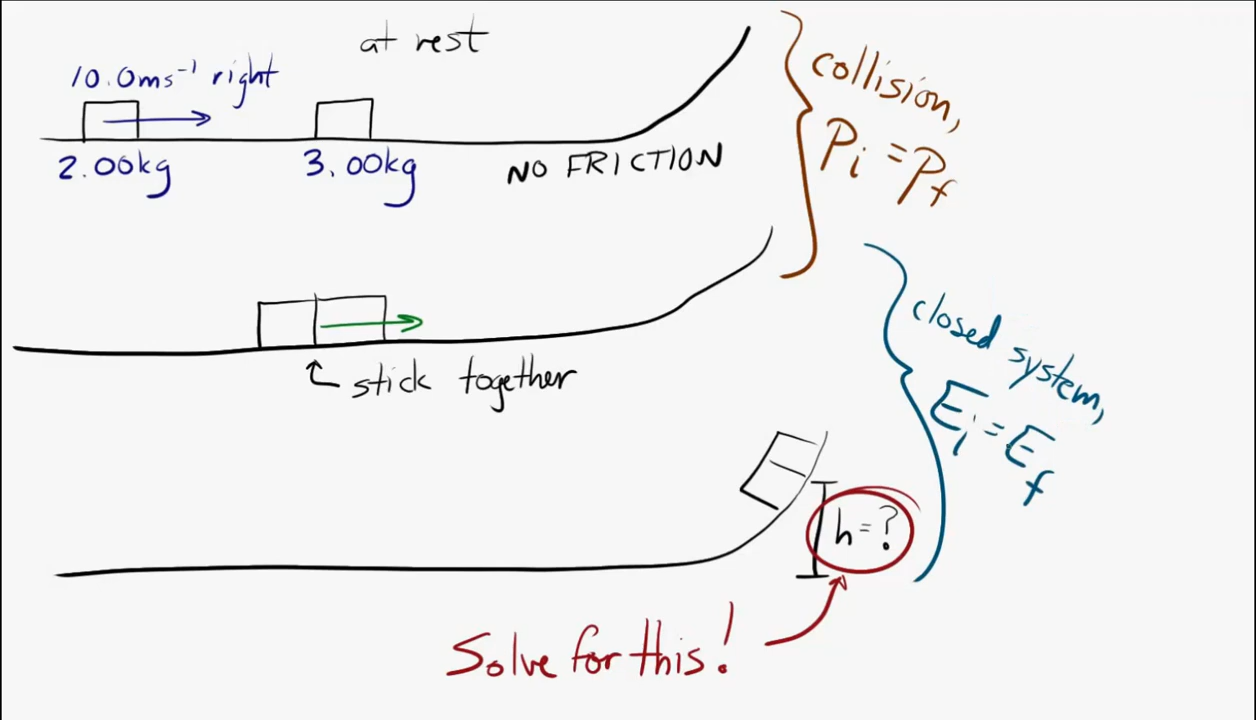 at rest
10.0ms⁻¹ right
2.00kg
3.00kg
NO FRICTION
collision,
Pi = Pf
stick together
closed system,
Ei = Ef
h = ?
Solve for this!